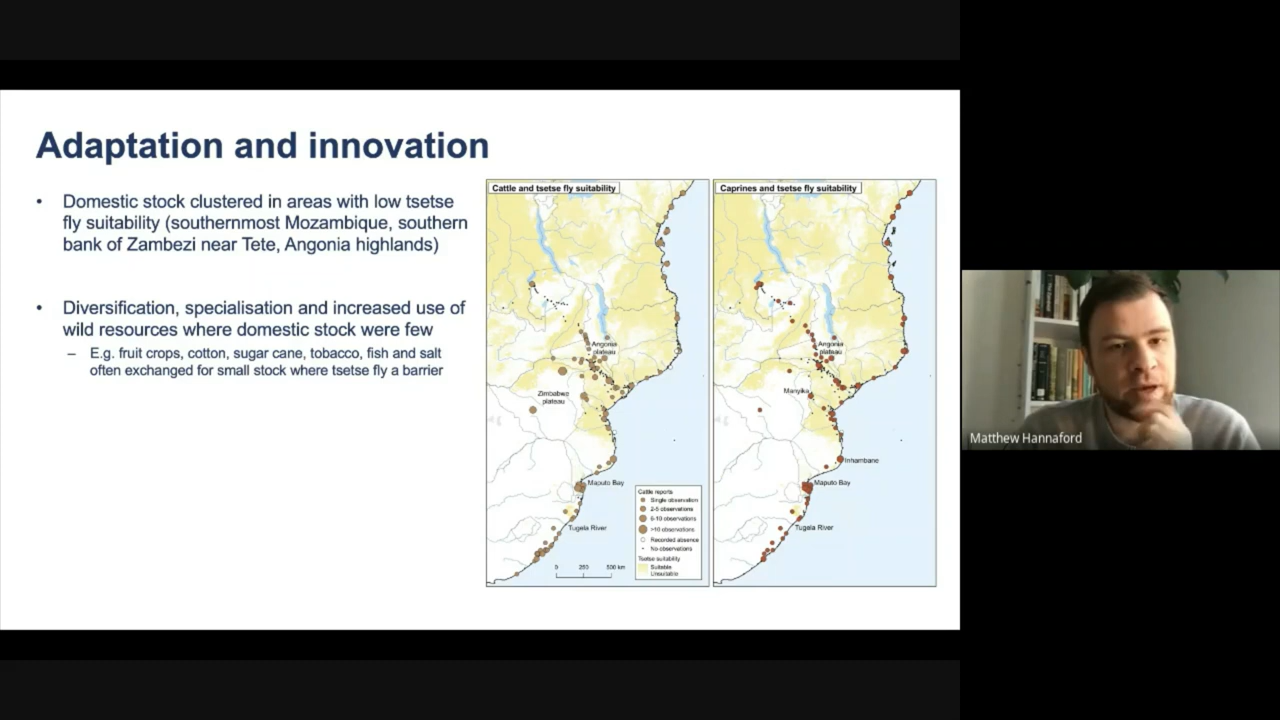 Adaptation and innovation
• Domestic stock clustered in areas with low tsetse
fly suitability (southernmost Mozambique, southern
bank of Zambezi near Tete, Angonia highlands)
• Diversification, specialisation and increased use of
wild resources where domestic stock were few
– E.g. fruit crops, cotton, sugar cane, tobacco, fish and salt
often exchanged for small stock where tsetse fly a barrier
Cattle and tsetse fly suitability
Angonia
plateau
Zimbabwe
plateau
Maputo Bay
Tugela River
Cattle reports
Single observation
2-5 observations
6-10 observations
>10 observations
Recorded absence
No observations
Tsetse suitability
Suitable
Unsuitable
0 250 500 km
Caprines and tsetse fly suitability
Angonia
plateau
Manyika
Inhambane
Maputo Bay
Tugela River
Matthew Hannaford